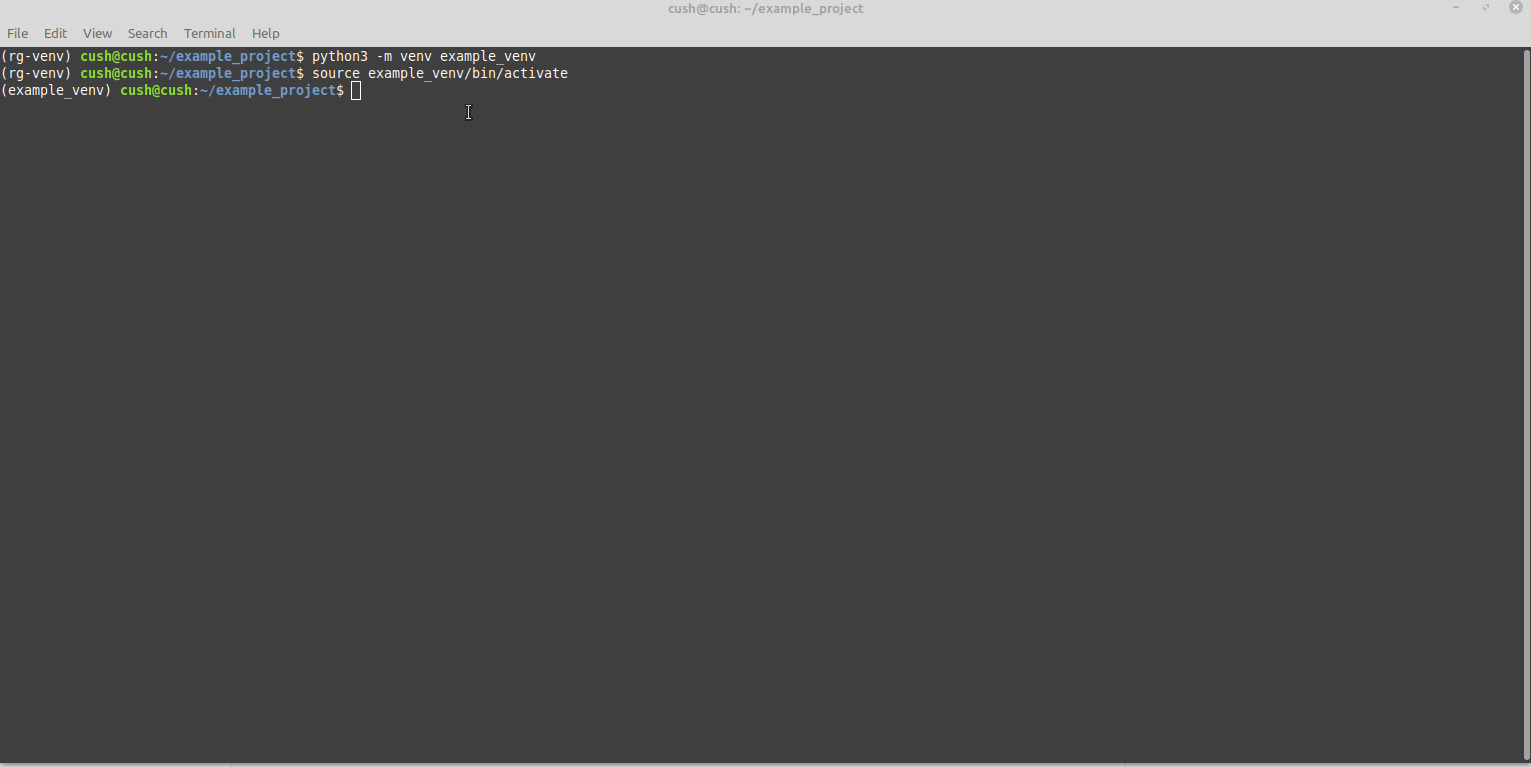 cush@cush: ~/example_project
File Edit View Search Terminal Help
(rg-venv) cush@cush:~/example_project$ python3 -m venv example_venv
(rg-venv) cush@cush:~/example_project$ source example_venv/bin/activate
(example_venv) cush@cush:~/example_project$